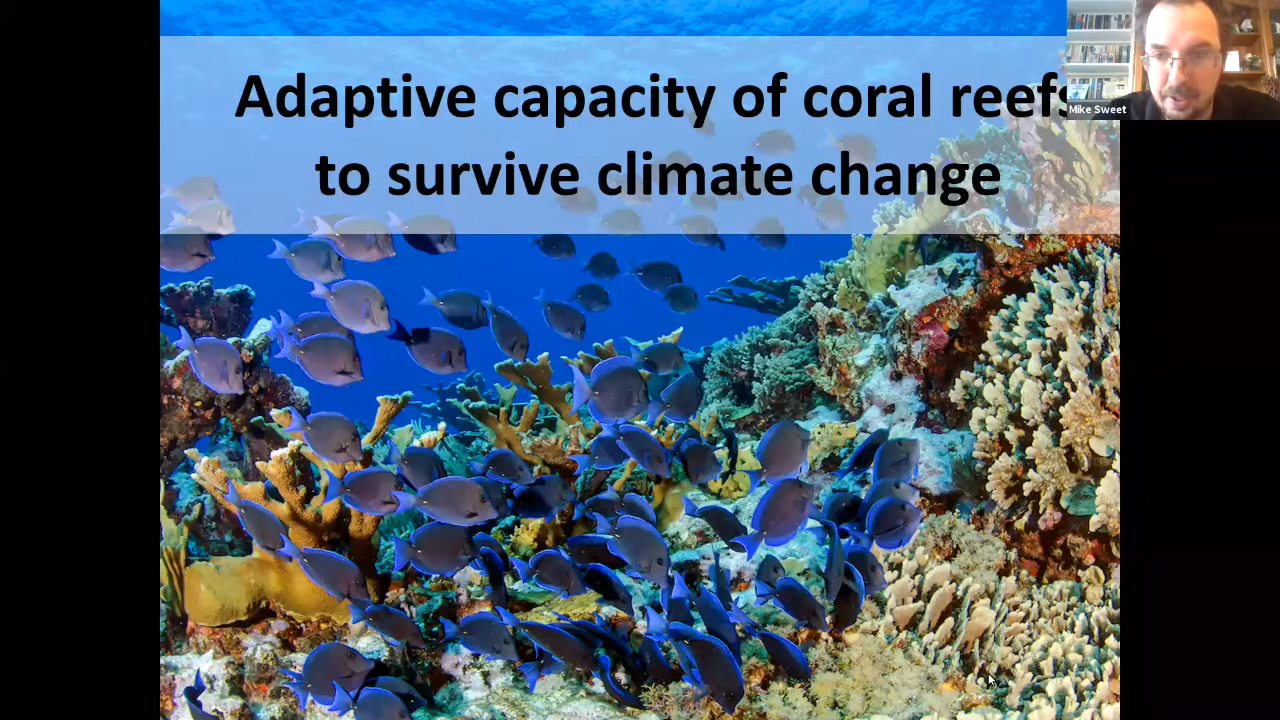 Adaptive capacity of coral reefs
to survive climate change
Mike Sweet